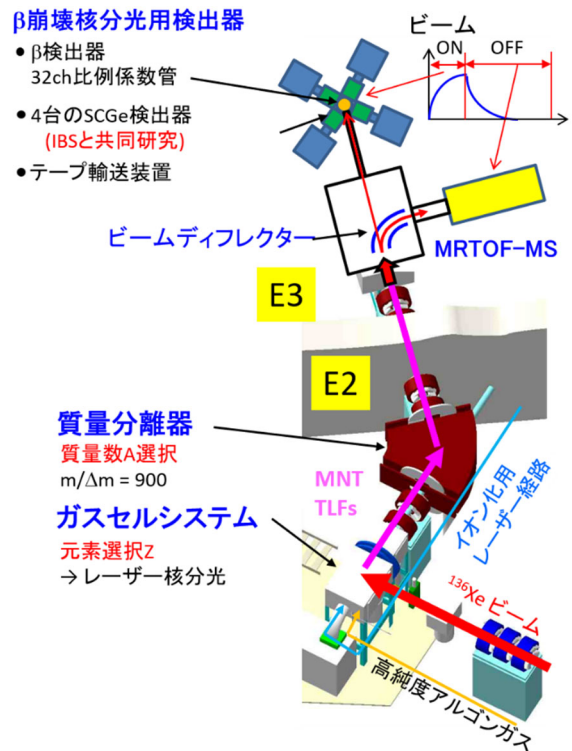 β崩壊核分光用検出器
• β検出器
32ch比例係数管
• 4台のSCGe検出器
(IBSと共同研究)
• テープ輸送装置
ビーム
ON
OFF
ビームディフレクター
MRTOF-MS
E3
E2
質量分離器
質量数A選択
m/Δm = 900
MNT
TLFs
ガスセルシステム
元素選択Z
→ レーザー核分光
イオン化用
レーザー経路
¹³⁶Xe ビーム
高純度アルゴンガス